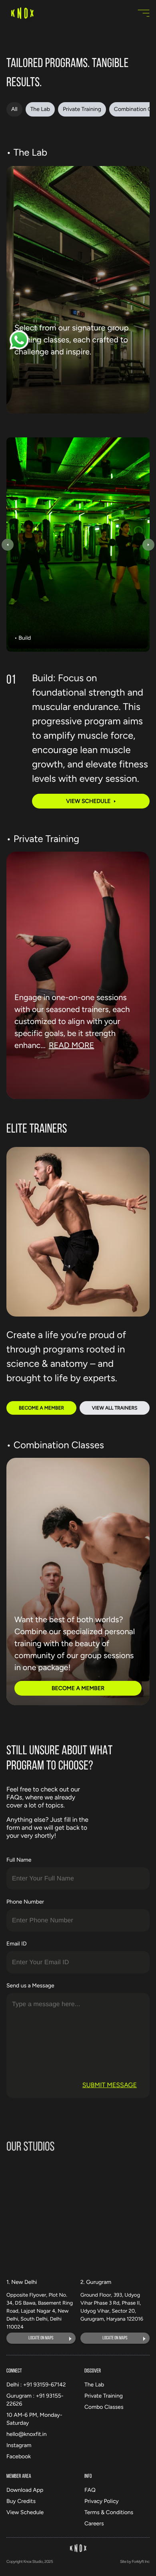 KNOX
TAILORED PROGRAMS. TANGIBLE
RESULTS.
All
The Lab
Private Training
Combination C
• The Lab
Select from our signature group
training classes, each crafted to
challenge and inspire.
• Build
01
Build: Focus on
foundational strength and
muscular endurance. This
progressive program aims
to amplify muscle force,
encourage lean muscle
growth, and elevate fitness
levels with every session.
VIEW SCHEDULE
• Private Training
Engage in one-on-one sessions
with our seasoned trainers, each
customized to align with your
specific goals, be it strength
enhanc... READ MORE
ELITE TRAINERS
Create a life you’re proud of
through programs rooted in
science & anatomy – and
brought to life by experts.
BECOME A MEMBER
VIEW ALL TRAINERS
• Combination Classes
Want the best of both worlds?
Combine our specialized personal
training with the beauty of
community of our group sessions
in one package!
BECOME A MEMBER
STILL UNSURE ABOUT WHAT
PROGRAM TO CHOOSE?
Feel free to check out our
FAQs, where we already
cover a lot of topics.
Anything else? Just fill in the
form and we will get back to
your very shortly!
Full Name
Enter Your Full Name
Phone Number
Enter Phone Number
Email ID
Enter Your Email ID
Send us a Message
Type a message here...
SUBMIT MESSAGE
OUR STUDIOS
1. New Delhi
Opposite Flyover, Plot No.
34, DS Bawa, Basement Ring
Road, Lajpat Nagar 4, New
Delhi, South Delhi, Delhi
110024
LOCATE ON MAPS
2. Gurugram
Ground Floor, 393, Udyog
Vihar Phase 3 Rd, Phase II,
Udyog Vihar, Sector 20,
Gurugram, Haryana 122016
LOCATE ON MAPS
CONNECT
Delhi : +91 93159-67142
Gurugram : +91 93155-
22626
10 AM-6 PM, Monday-
Saturday
hello@knoxfit.in
Instagram
Facebook
DISCOVER
The Lab
Private Training
Combo Classes
MEMBER AREA
Download App
Buy Credits
View Schedule
INFO
FAQ
Privacy Policy
Terms & Conditions
Careers
KNOX
Copyright Knox Studio, 2025